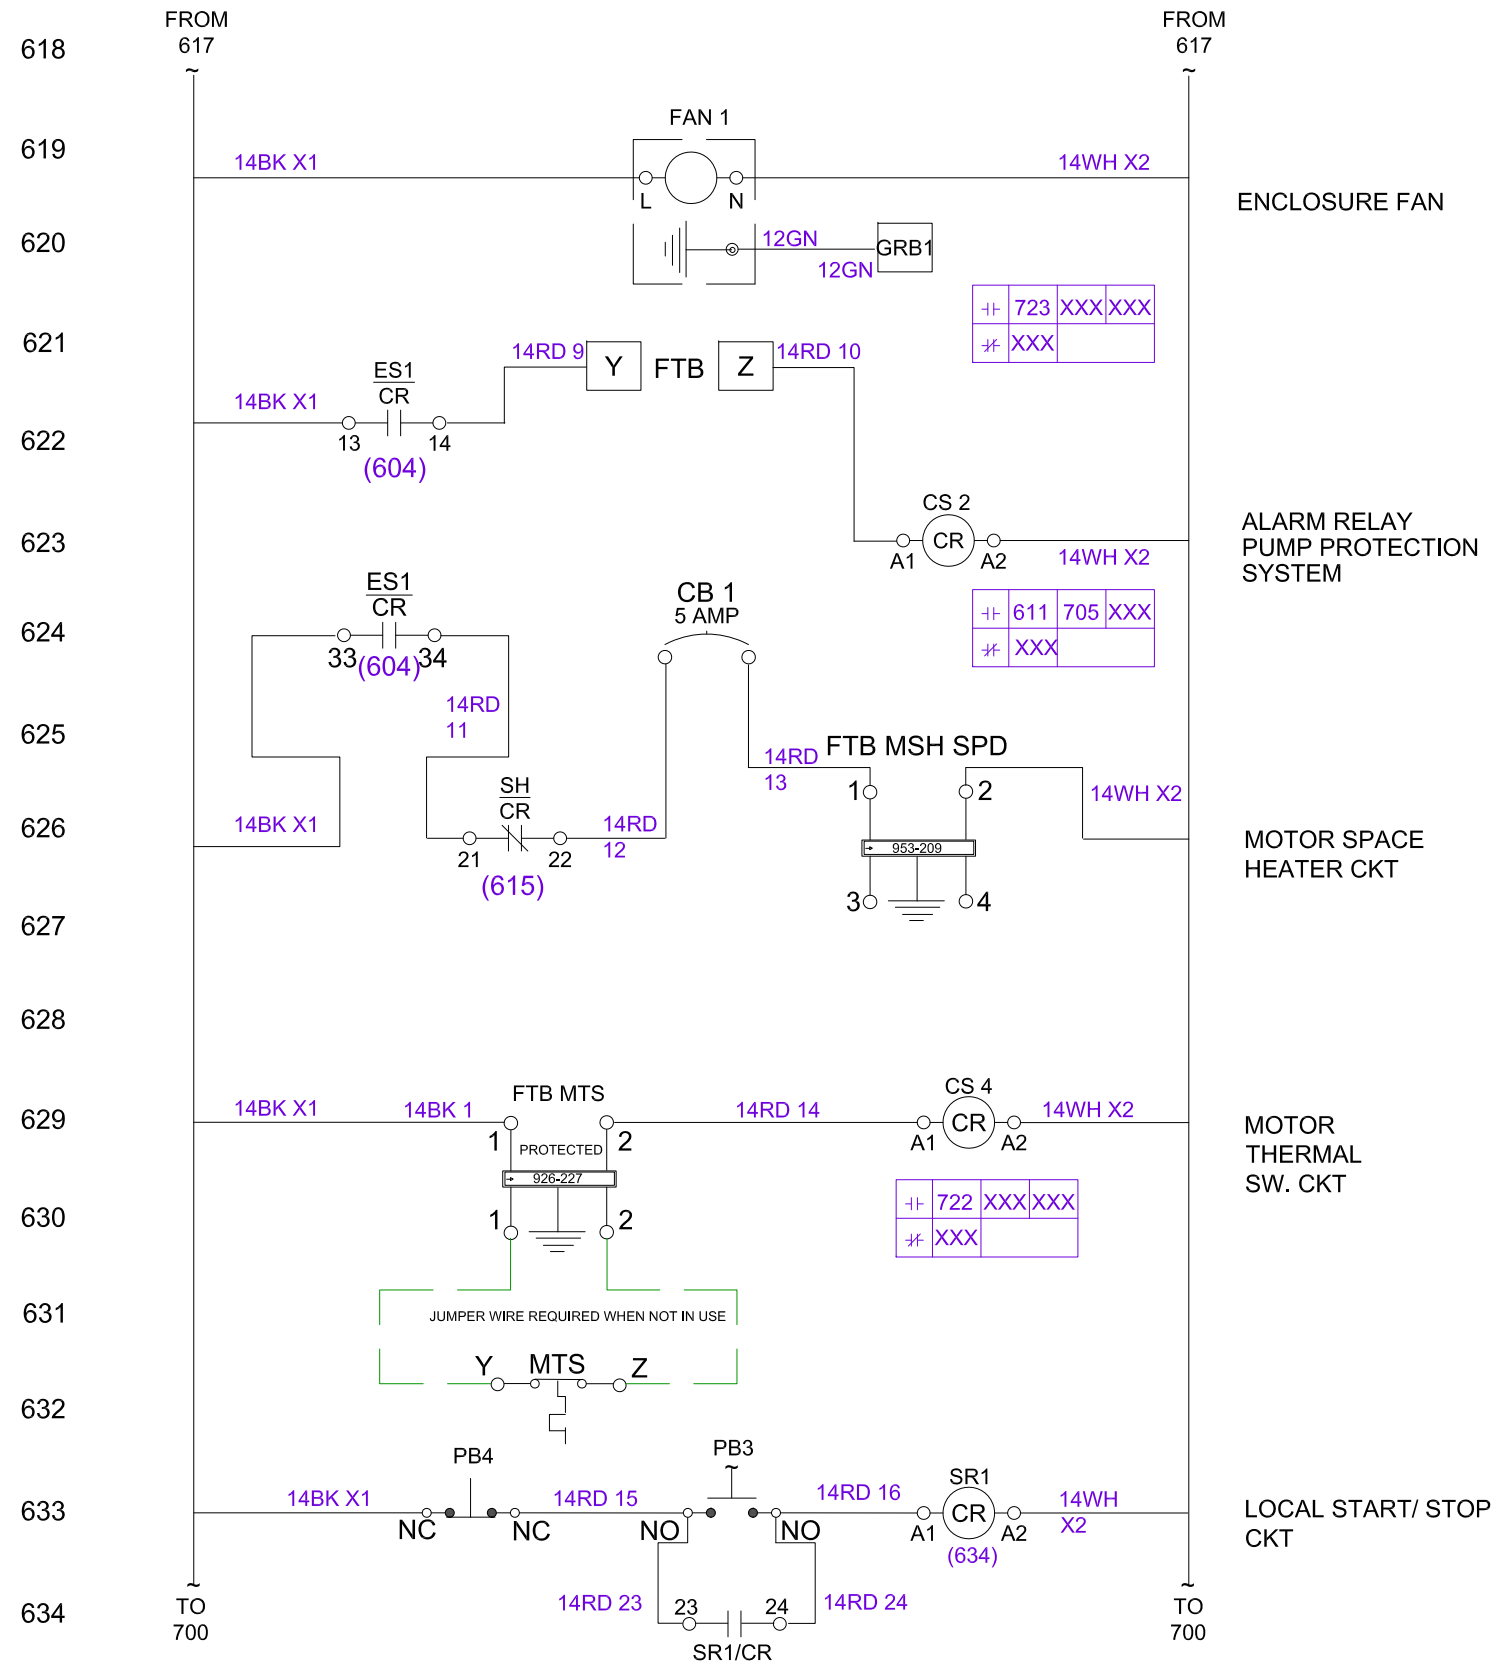 FROM
617
FROM
617
618
FAN 1
619
14BK X1
14WH X2
L
N
ENCLOSURE FAN
620
12GN
12GN
GRB1
723 XXX XXX
XXX
621
14RD 9
Y
FTB
Z
14RD 10
ES1
CR
14BK X1
622
13
14
(604)
CS 2
CR
A1
A2
14WH X2
623
ALARM RELAY
PUMP PROTECTION
SYSTEM
ES1
CR
CB 1
5 AMP
611 705 XXX
XXX
624
33
(604)
34
14RD
11
625
14RD
13
FTB MSH SPD
1
2
14WH X2
SH
CR
626
14BK X1
21
22
14RD
12
953-209
(615)
3
4
MOTOR SPACE
HEATER CKT
627
628
FTB MTS
CS 4
629
14BK X1
14BK 1
14RD 14
CR
14WH X2
1
2
PROTECTED
A1
A2
926-227
MOTOR
THERMAL
SW. CKT
630
1
2
722 XXX XXX
XXX
631
JUMPER WIRE REQUIRED WHEN NOT IN USE
Y
MTS
Z
632
PB4
PB3
SR1
633
14BK X1
14RD 15
14RD 16
CR
14WH
X2
NC
NC
NO
NO
A1
A2
(634)
LOCAL START/ STOP
CKT
634
14RD 23
23
24
14RD 24
SR1/CR
TO
700
TO
700